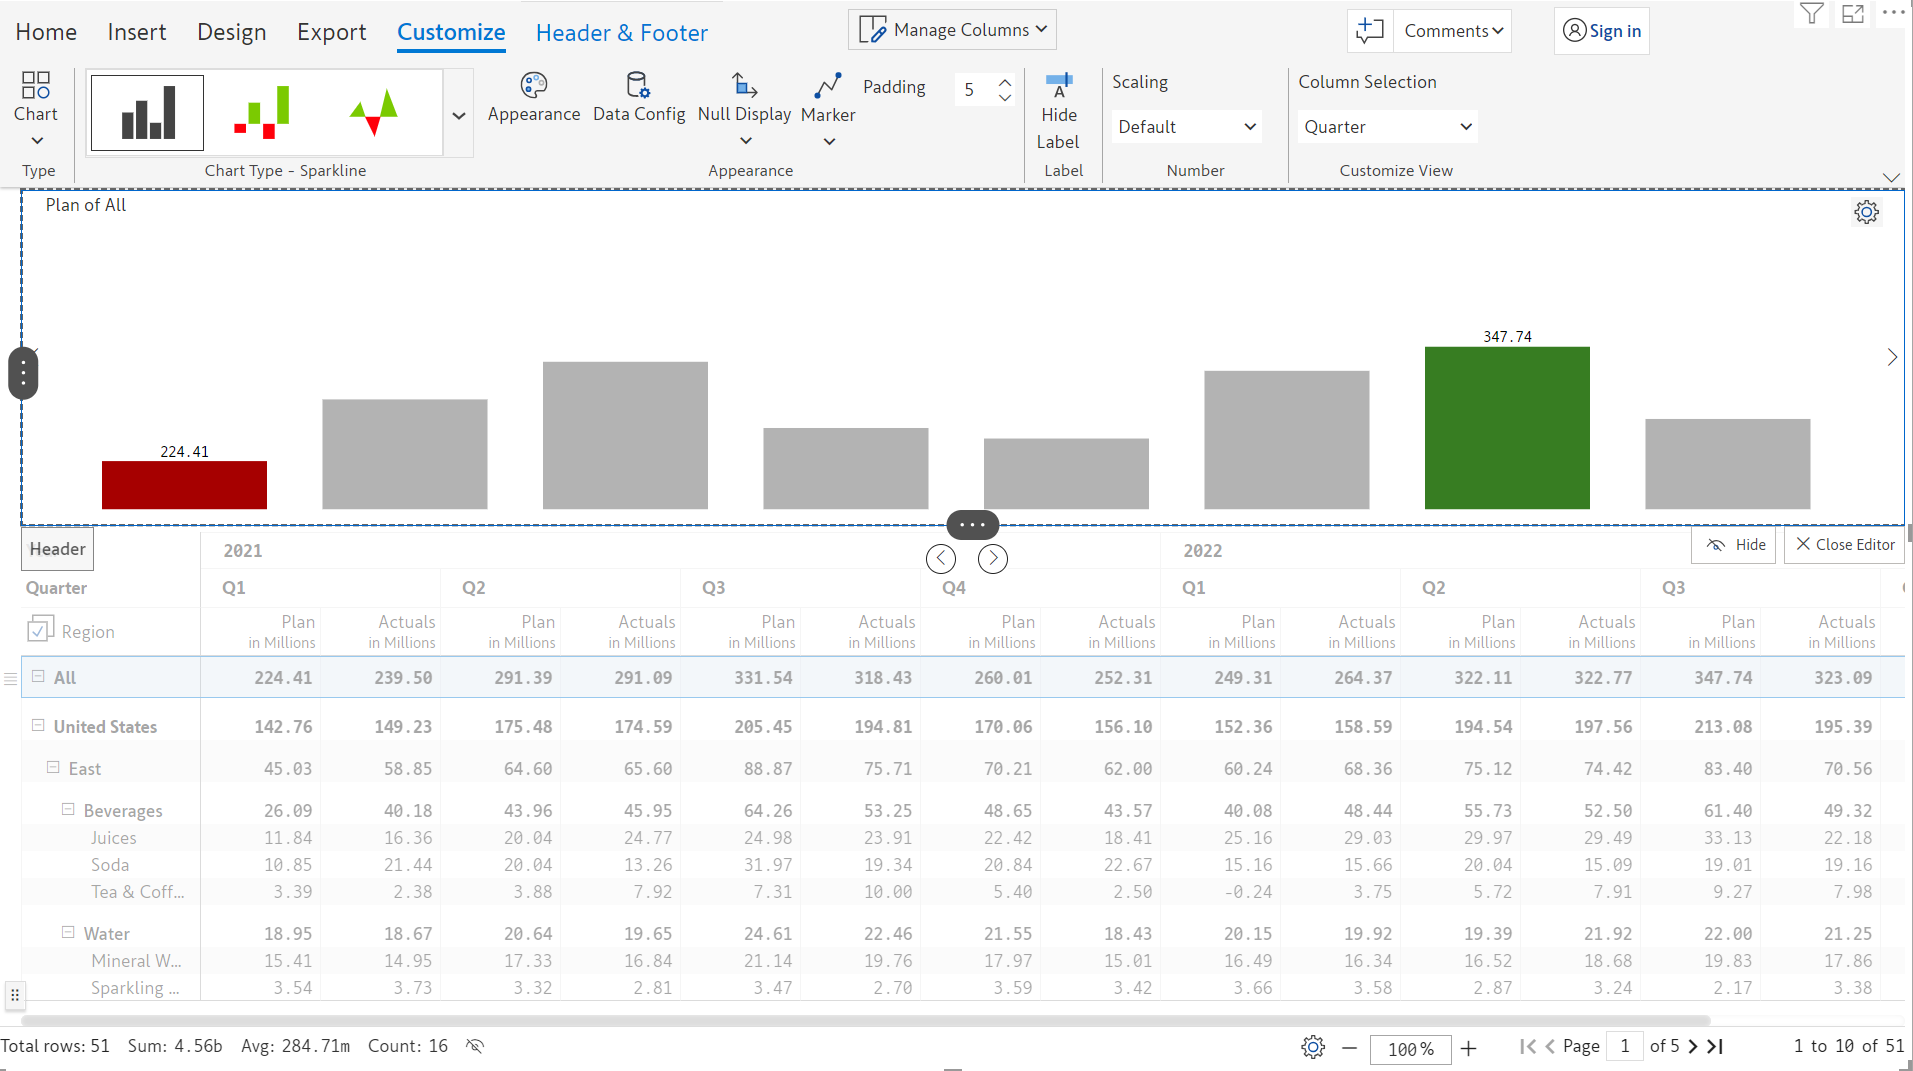 Home Insert Design Export Customize Header & Footer Manage Columns Comments Sign in
Chart Appearance Data Config Null Display Marker Padding 5 Hide Label Scaling Default Column Selection Quarter
Type Chart Type - Sparkline Appearance Label Number Customize View
Plan of All
347.74
224.41
Header 2021 2022 Hide Close Editor
Quarter Q1 Q2 Q3 Q4 Q1 Q2 Q3
Region Plan Actuals Plan Actuals Plan Actuals Plan Actuals Plan Actuals Plan Actuals Plan Actuals
in Millions in Millions in Millions in Millions in Millions in Millions in Millions in Millions in Millions in Millions in Millions in Millions in Millions in Millions
All 224.41 239.50 291.39 291.09 331.54 318.43 260.01 252.31 249.31 264.37 322.11 322.77 347.74 323.09
United States 142.76 149.23 175.48 174.59 205.45 194.81 170.06 156.10 152.36 158.59 194.54 197.56 213.08 195.39
East 45.03 58.85 64.60 65.60 88.87 75.71 70.21 62.00 60.24 68.36 75.12 74.42 83.40 70.56
Beverages 26.09 40.18 43.96 45.95 64.26 53.25 48.65 43.57 40.08 48.44 55.73 52.50 61.40 49.32
Juices 11.84 16.36 20.04 24.77 24.98 23.91 22.42 18.41 25.16 29.03 29.97 29.49 33.13 22.18
Soda 10.85 21.44 20.04 13.26 31.97 19.34 20.84 22.67 15.16 15.66 20.04 15.09 19.01 19.16
Tea & Coff... 3.39 2.38 3.88 7.92 7.31 10.00 5.40 2.50 -0.24 3.75 5.72 7.91 9.27 7.98
Water 18.95 18.67 20.64 19.65 24.61 22.46 21.55 18.43 20.15 19.92 19.39 21.92 22.00 21.25
Mineral W... 15.41 14.95 17.33 16.84 21.14 19.76 17.97 15.01 16.49 16.34 16.52 18.68 19.83 17.86
Sparkling ... 3.54 3.73 3.32 2.81 3.47 2.70 3.59 3.42 3.66 3.58 2.87 3.24 2.17 3.38
Total rows: 51 Sum: 4.56b Avg: 284.71m Count: 16 100% Page 1 of 5 1 to 10 of 51